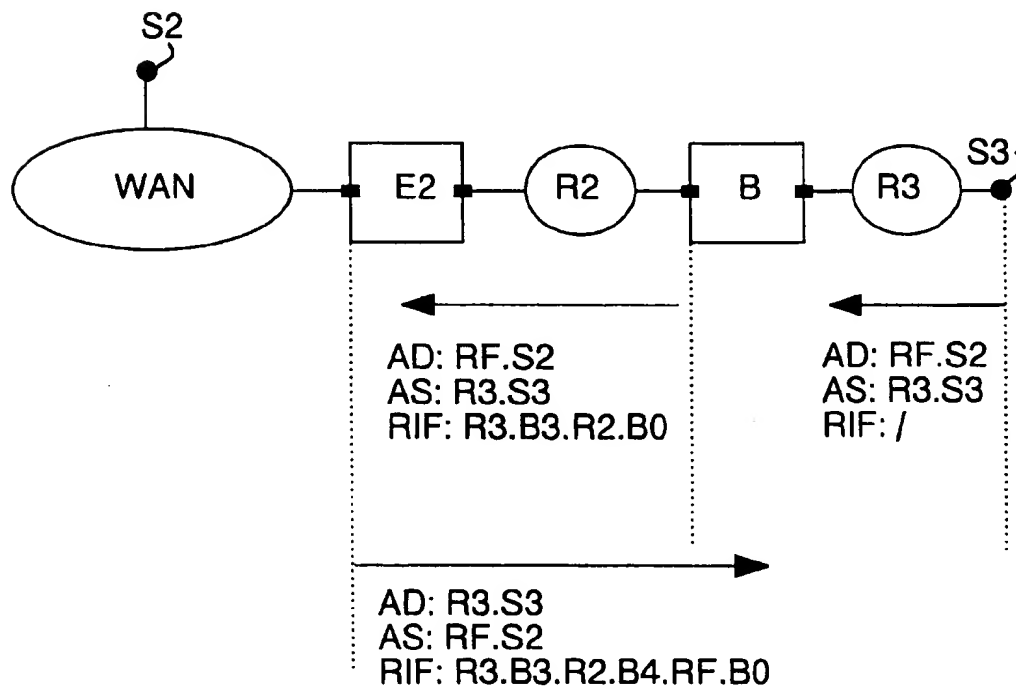 S2
WAN
E2
R2
B
R3
S3
AD: RF.S2
AS: R3.S3
RIF: R3.B3.R2.B0
AD: RF.S2
AS: R3.S3
RIF: /
AD: R3.S3
AS: RF.S2
RIF: R3.B3.R2.B4.RF.B0